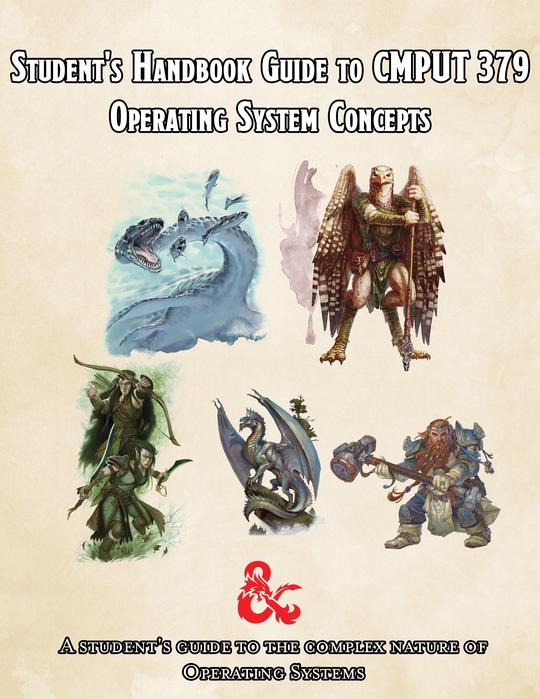 Student's Handbook Guide to CMPUT 379
Operating System Concepts
&
A student's guide to the complex nature of
Operating Systems